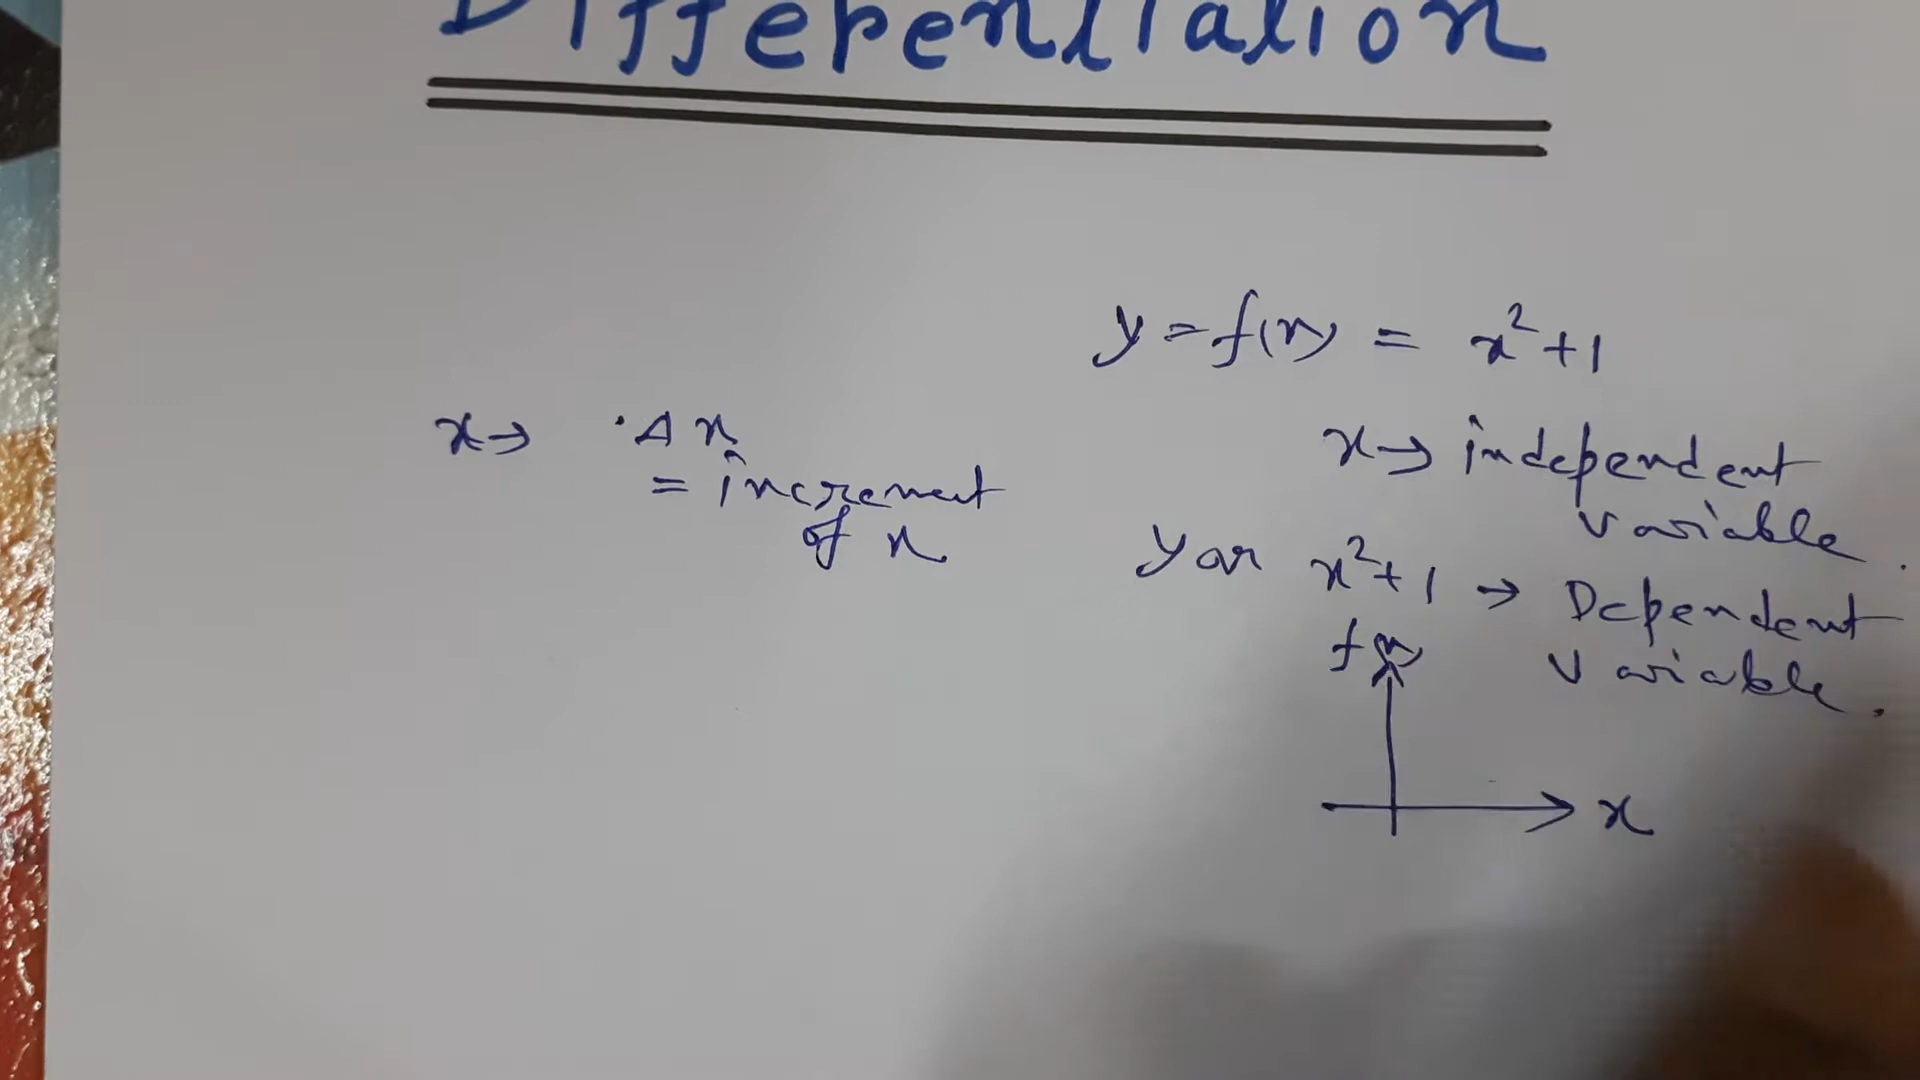 Differentiation
y = f(x) = x²+1
x → Δx
= increment
of x
x → independent
variable.
y or x²+1 → Dependent
variable.
f(x)
x